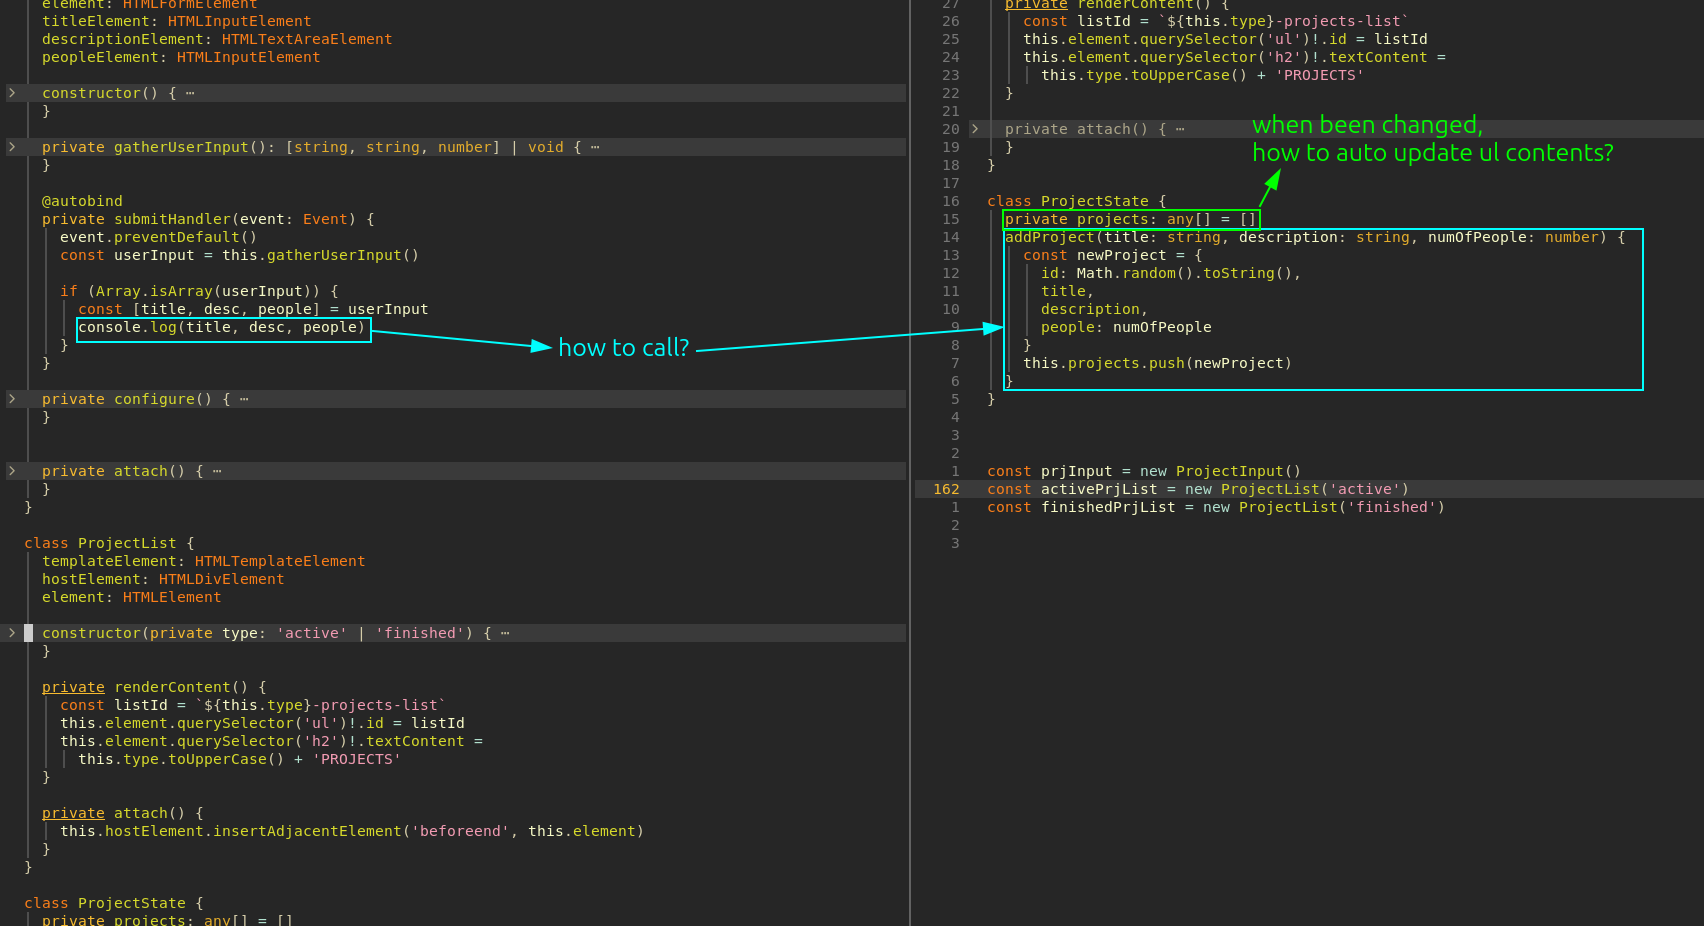 element: HTMLFormElement
titleElement: HTMLInputElement
descriptionElement: HTMLTextAreaElement
peopleElement: HTMLInputElement
> constructor() { ⋯
}
> private gatherUserInput(): [string, string, number] | void { ⋯
}
@autobind
private submitHandler(event: Event) {
event.preventDefault()
const userInput = this.gatherUserInput()
if (Array.isArray(userInput)) {
const [title, desc, people] = userInput
console.log(title, desc, people)
}
}
> private configure() { ⋯
}
> private attach() { ⋯
}
}
class ProjectList {
templateElement: HTMLTemplateElement
hostElement: HTMLDivElement
element: HTMLElement
> constructor(private type: 'active' | 'finished') { ⋯
}
private renderContent() {
const listId = `${this.type}-projects-list`
this.element.querySelector('ul')!.id = listId
this.element.querySelector('h2')!.textContent =
this.type.toUpperCase() + 'PROJECTS'
}
private attach() {
this.hostElement.insertAdjacentElement('beforeend', this.element)
}
}
class ProjectState {
private projects: any[] = []
how to call?
27 private renderContent() {
26 const listId = `${this.type}-projects-list`
25 this.element.querySelector('ul')!.id = listId
24 this.element.querySelector('h2')!.textContent =
23 this.type.toUpperCase() + 'PROJECTS'
22 }
21
20 > private attach() { ⋯
19 }
18 }
17
when been changed,
how to auto update ul contents?
16 class ProjectState {
15 private projects: any[] = []
14 addProject(title: string, description: string, numOfPeople: number) {
13 const newProject = {
12 id: Math.random().toString(),
11 title,
10 description,
9 people: numOfPeople
8 }
7 this.projects.push(newProject)
6 }
5 }
4
3
2
1 const prjInput = new ProjectInput()
162 const activePrjList = new ProjectList('active')
1 const finishedPrjList = new ProjectList('finished')
2
3